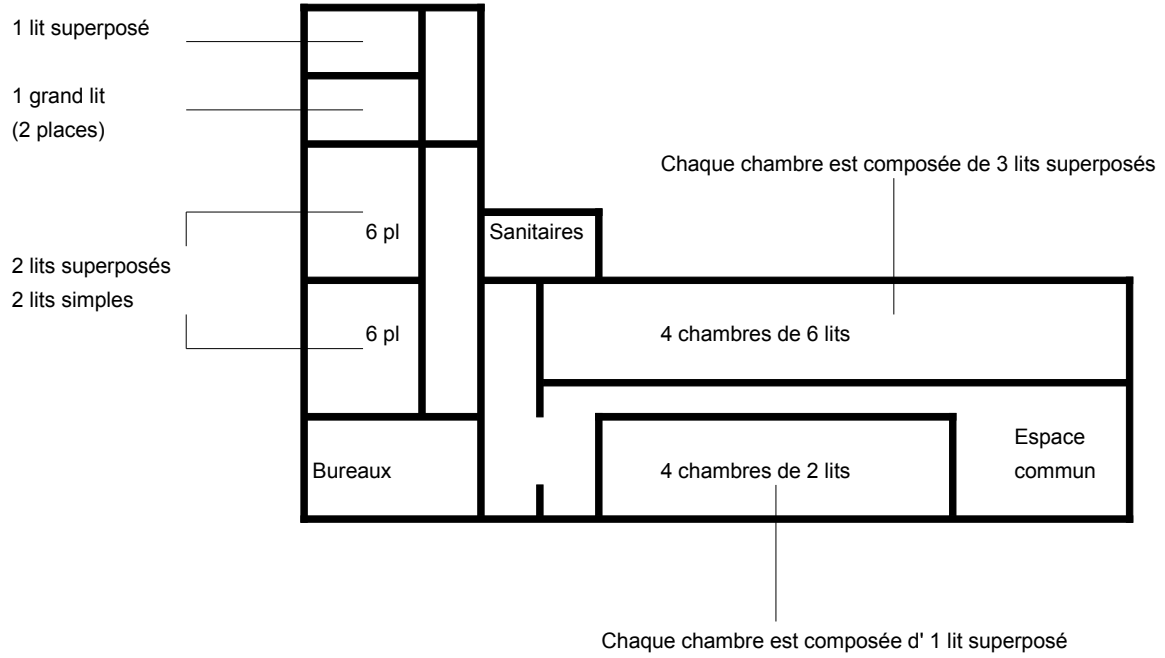 1 lit superposé
1 grand lit
(2 places)
Chaque chambre est composée de 3 lits superposés
6 pl
Sanitaires
2 lits superposés
2 lits simples
6 pl
4 chambres de 6 lits
Bureaux
4 chambres de 2 lits
Espace
commun
Chaque chambre est composée d' 1 lit superposé